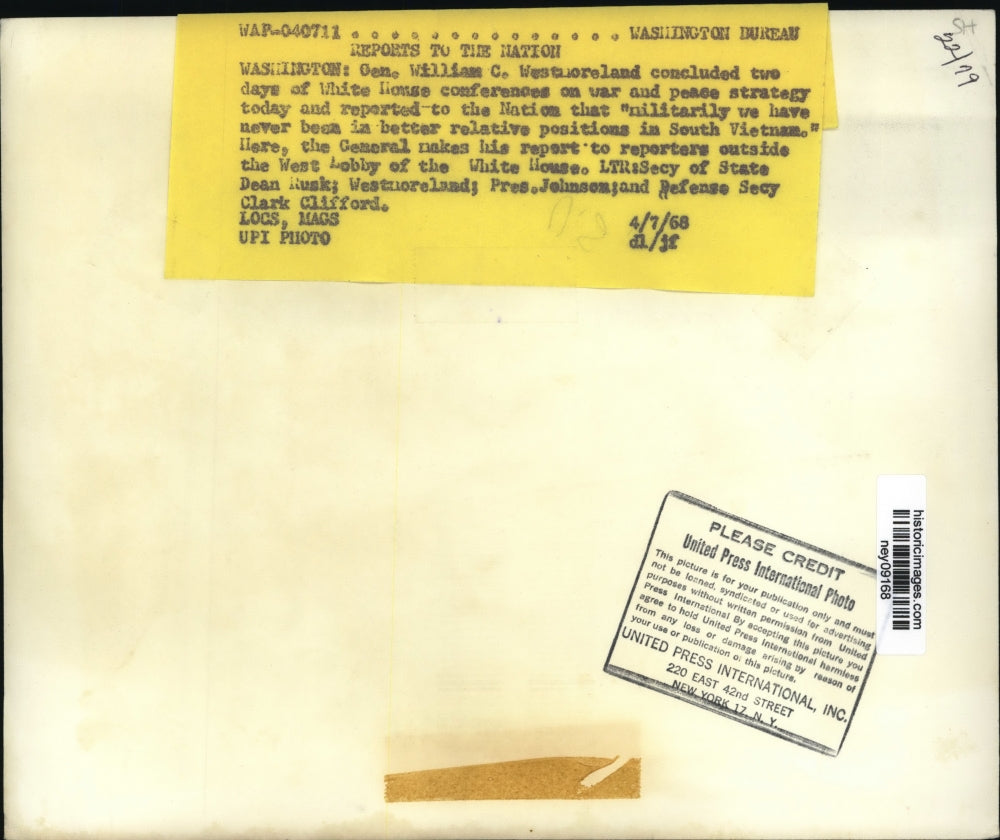 WAP-040711 . . . . . . . . . . . . . . WASHINGTON BUREAU
REPORTS TO THE NATION
WASHINGTON: Gen. William C. Westmoreland concluded two
days of White House conferences on war and peace strategy
today and reported to the Nation that "militarily we have
never been in better relative positions in South Vietnam."
Here, the General makes his report to reporters outside
the West Lobby of the White House. LTR:Secy of State
Dean Rusk; Westmoreland; Pres.Johnson;and Defense Secy
Clark Clifford.
LOCS, MAGS 4/7/68
UPI PHOTO dl/jf
22/79
PLEASE CREDIT
United Press International Photo
This picture is for your publication only and must
not be loaned, syndicated or used for advertising
purposes without written permission from United
Press International By accepting this picture you
agree to hold United Press International harmless
from any loss or damage arising by reason of
your use or publication of this picture.
UNITED PRESS INTERNATIONAL, INC.
220 EAST 42nd STREET
NEW YORK 17, N. Y.
historicimages.com
ney09168